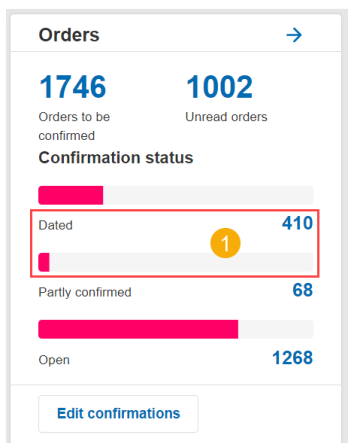 Orders
1746 1002
Orders to be confirmed Unread orders
Confirmation status
Dated 410
1
Partly confirmed 68
Open 1268
Edit confirmations